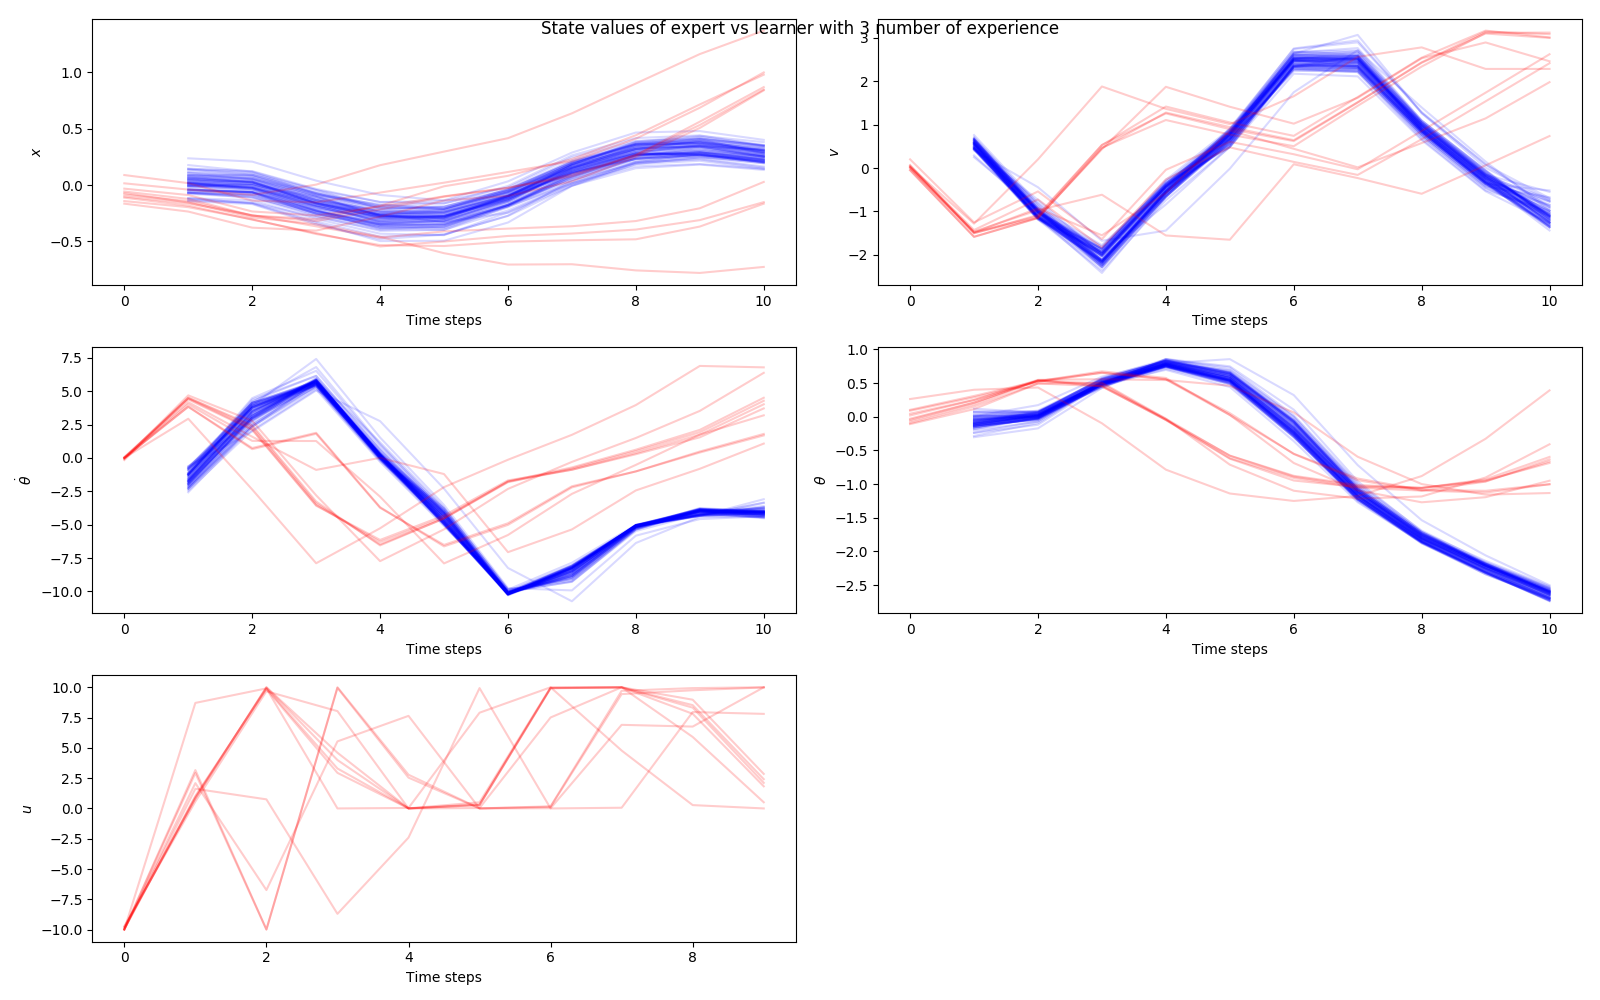 State values of expert vs learner with 3 number of experience
1.0
0.5
0.0
−0.5
x
0 2 4 6 8 10
Time steps
3
2
1
0
−1
−2
v
0 2 4 6 8 10
Time steps
7.5
5.0
2.5
0.0
−2.5
−5.0
−7.5
−10.0
θ̇
0 2 4 6 8 10
Time steps
1.0
0.5
0.0
−0.5
−1.0
−1.5
−2.0
−2.5
θ
0 2 4 6 8 10
Time steps
10.0
7.5
5.0
2.5
0.0
−2.5
−5.0
−7.5
−10.0
u
0 2 4 6 8
Time steps